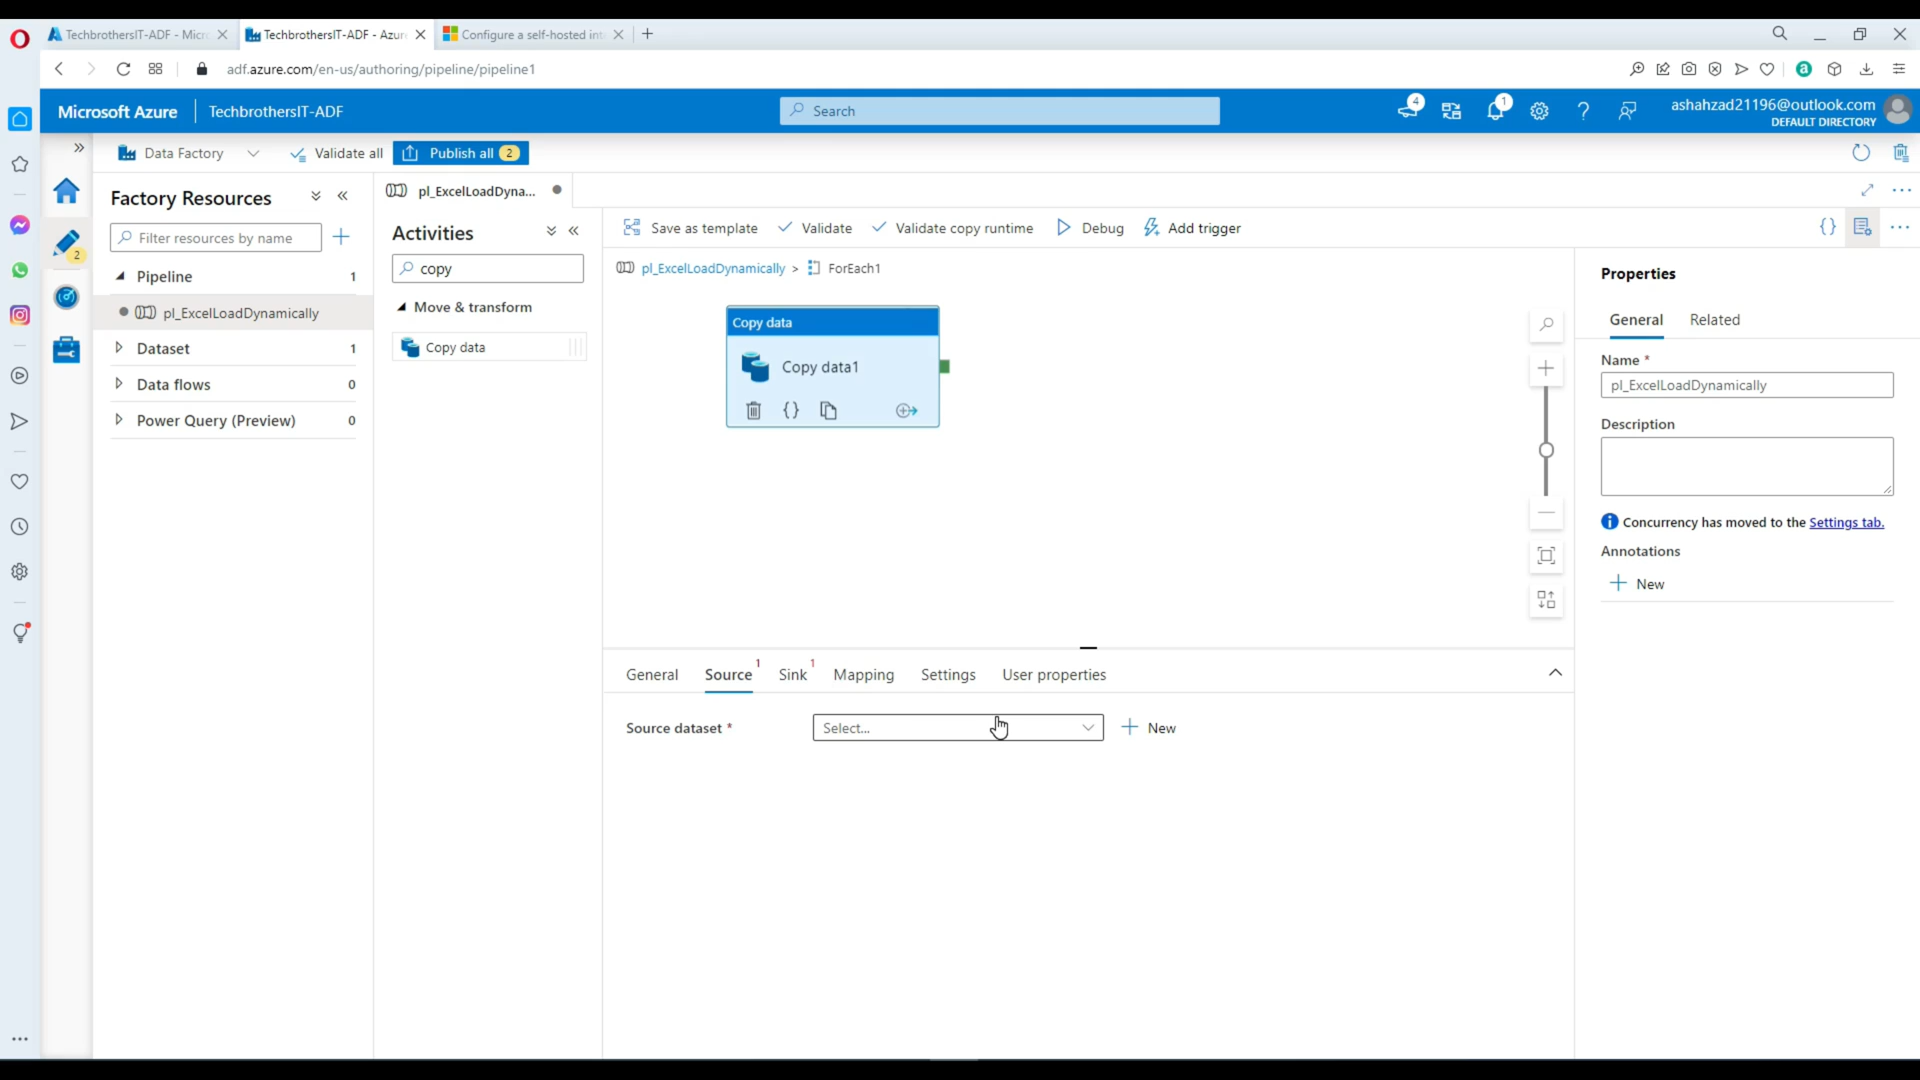 TechbrothersIT-ADF - Micr
TechbrothersIT-ADF - Azur
Configure a self-hosted int
adf.azure.com/en-us/authoring/pipeline/pipeline1
Microsoft Azure
TechbrothersIT-ADF
Search
4
1
ashahzad21196@outlook.com
DEFAULT DIRECTORY
Data Factory
Validate all
Publish all 2
Factory Resources
Filter resources by name
2
Pipeline 1
pl_ExcelLoadDynamically
Dataset 1
Data flows 0
Power Query (Preview) 0
pl_ExcelLoadDyna...
Activities
copy
Move & transform
Copy data
Save as template
Validate
Validate copy runtime
Debug
Add trigger
pl_ExcelLoadDynamically > ForEach1
Copy data
Copy data1
General
Source 1
Sink 1
Mapping
Settings
User properties
Source dataset *
Select...
New
Properties
General
Related
Name *
pl_ExcelLoadDynamically
Description
Concurrency has moved to the Settings tab.
Annotations
New